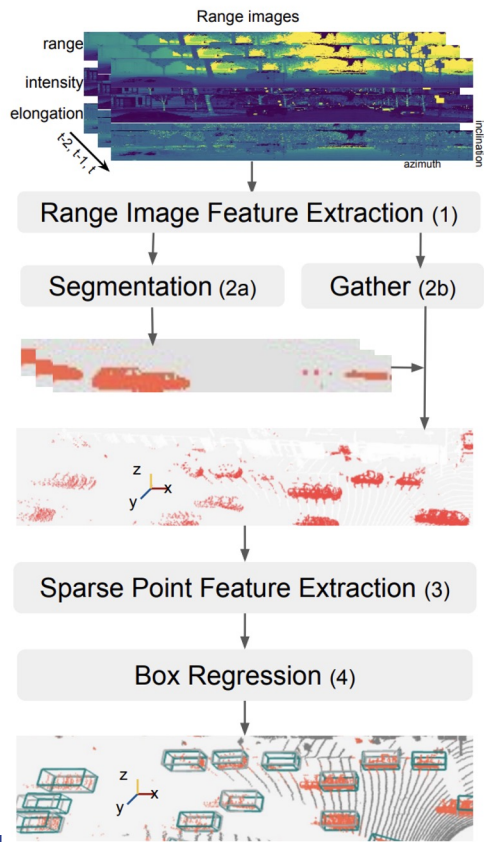 Range images
range
intensity
elongation
t-2, t-1, t
inclination
azimuth
Range Image Feature Extraction (1)
Segmentation (2a)
Gather (2b)
z
x
y
Sparse Point Feature Extraction (3)
Box Regression (4)
z
x
y